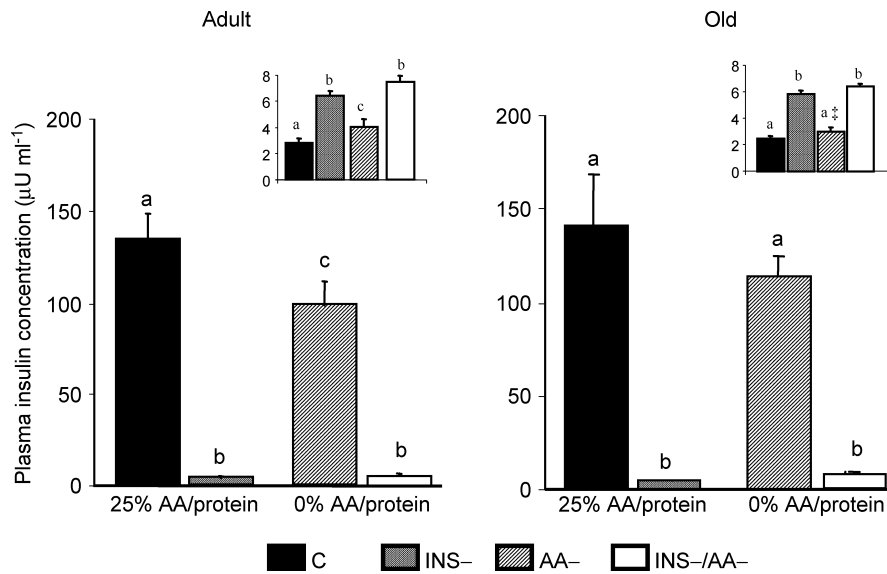 Adult
Old
8
6
4
2
0
a
b
c
b
8
6
4
2
0
a
b
a ‡
b
Plasma insulin concentration (μU ml-1)
200
150
100
50
0
a
b
c
b
25% AA/protein
0% AA/protein
200
150
100
50
0
a
b
a
b
25% AA/protein
0% AA/protein
C
INS–
AA–
INS–/AA–